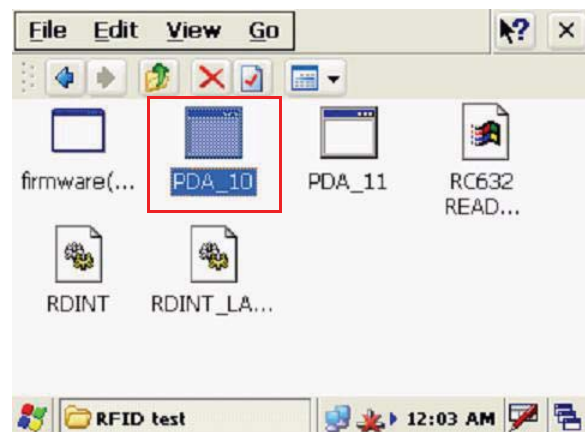 File Edit View Go
?
firmware(...
PDA_10
PDA_11
RC632
READ...
RDINT
RDINT_LA...
RFID test
12:03 AM